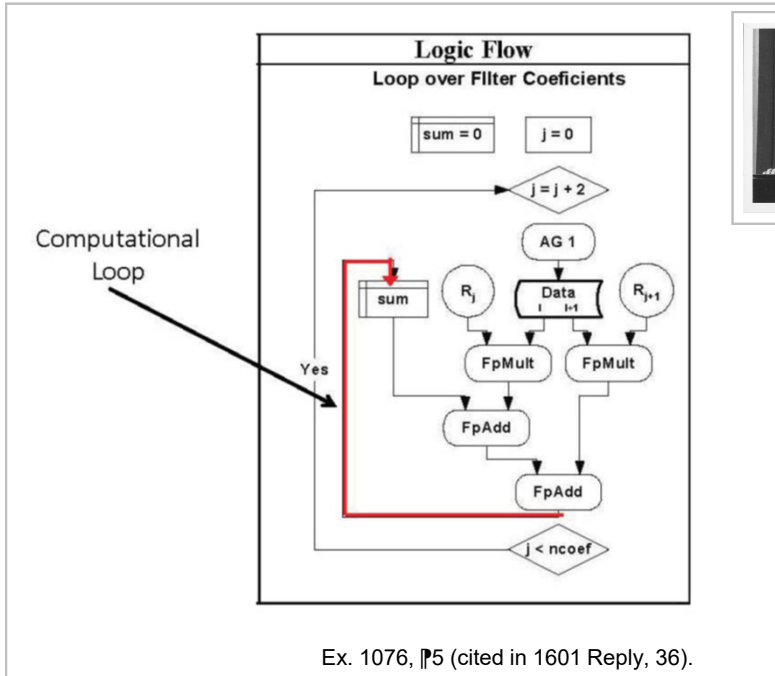 Logic Flow
Loop over FIlter Coeficients
sum = 0
j = 0
j = j + 2
Computational
Loop
AG 1
sum
Rj
Data
Rj+1
I I+1
Yes
FpMult
FpMult
FpAdd
FpAdd
j < ncoef
Ex. 1076, ⁋5 (cited in 1601 Reply, 36).